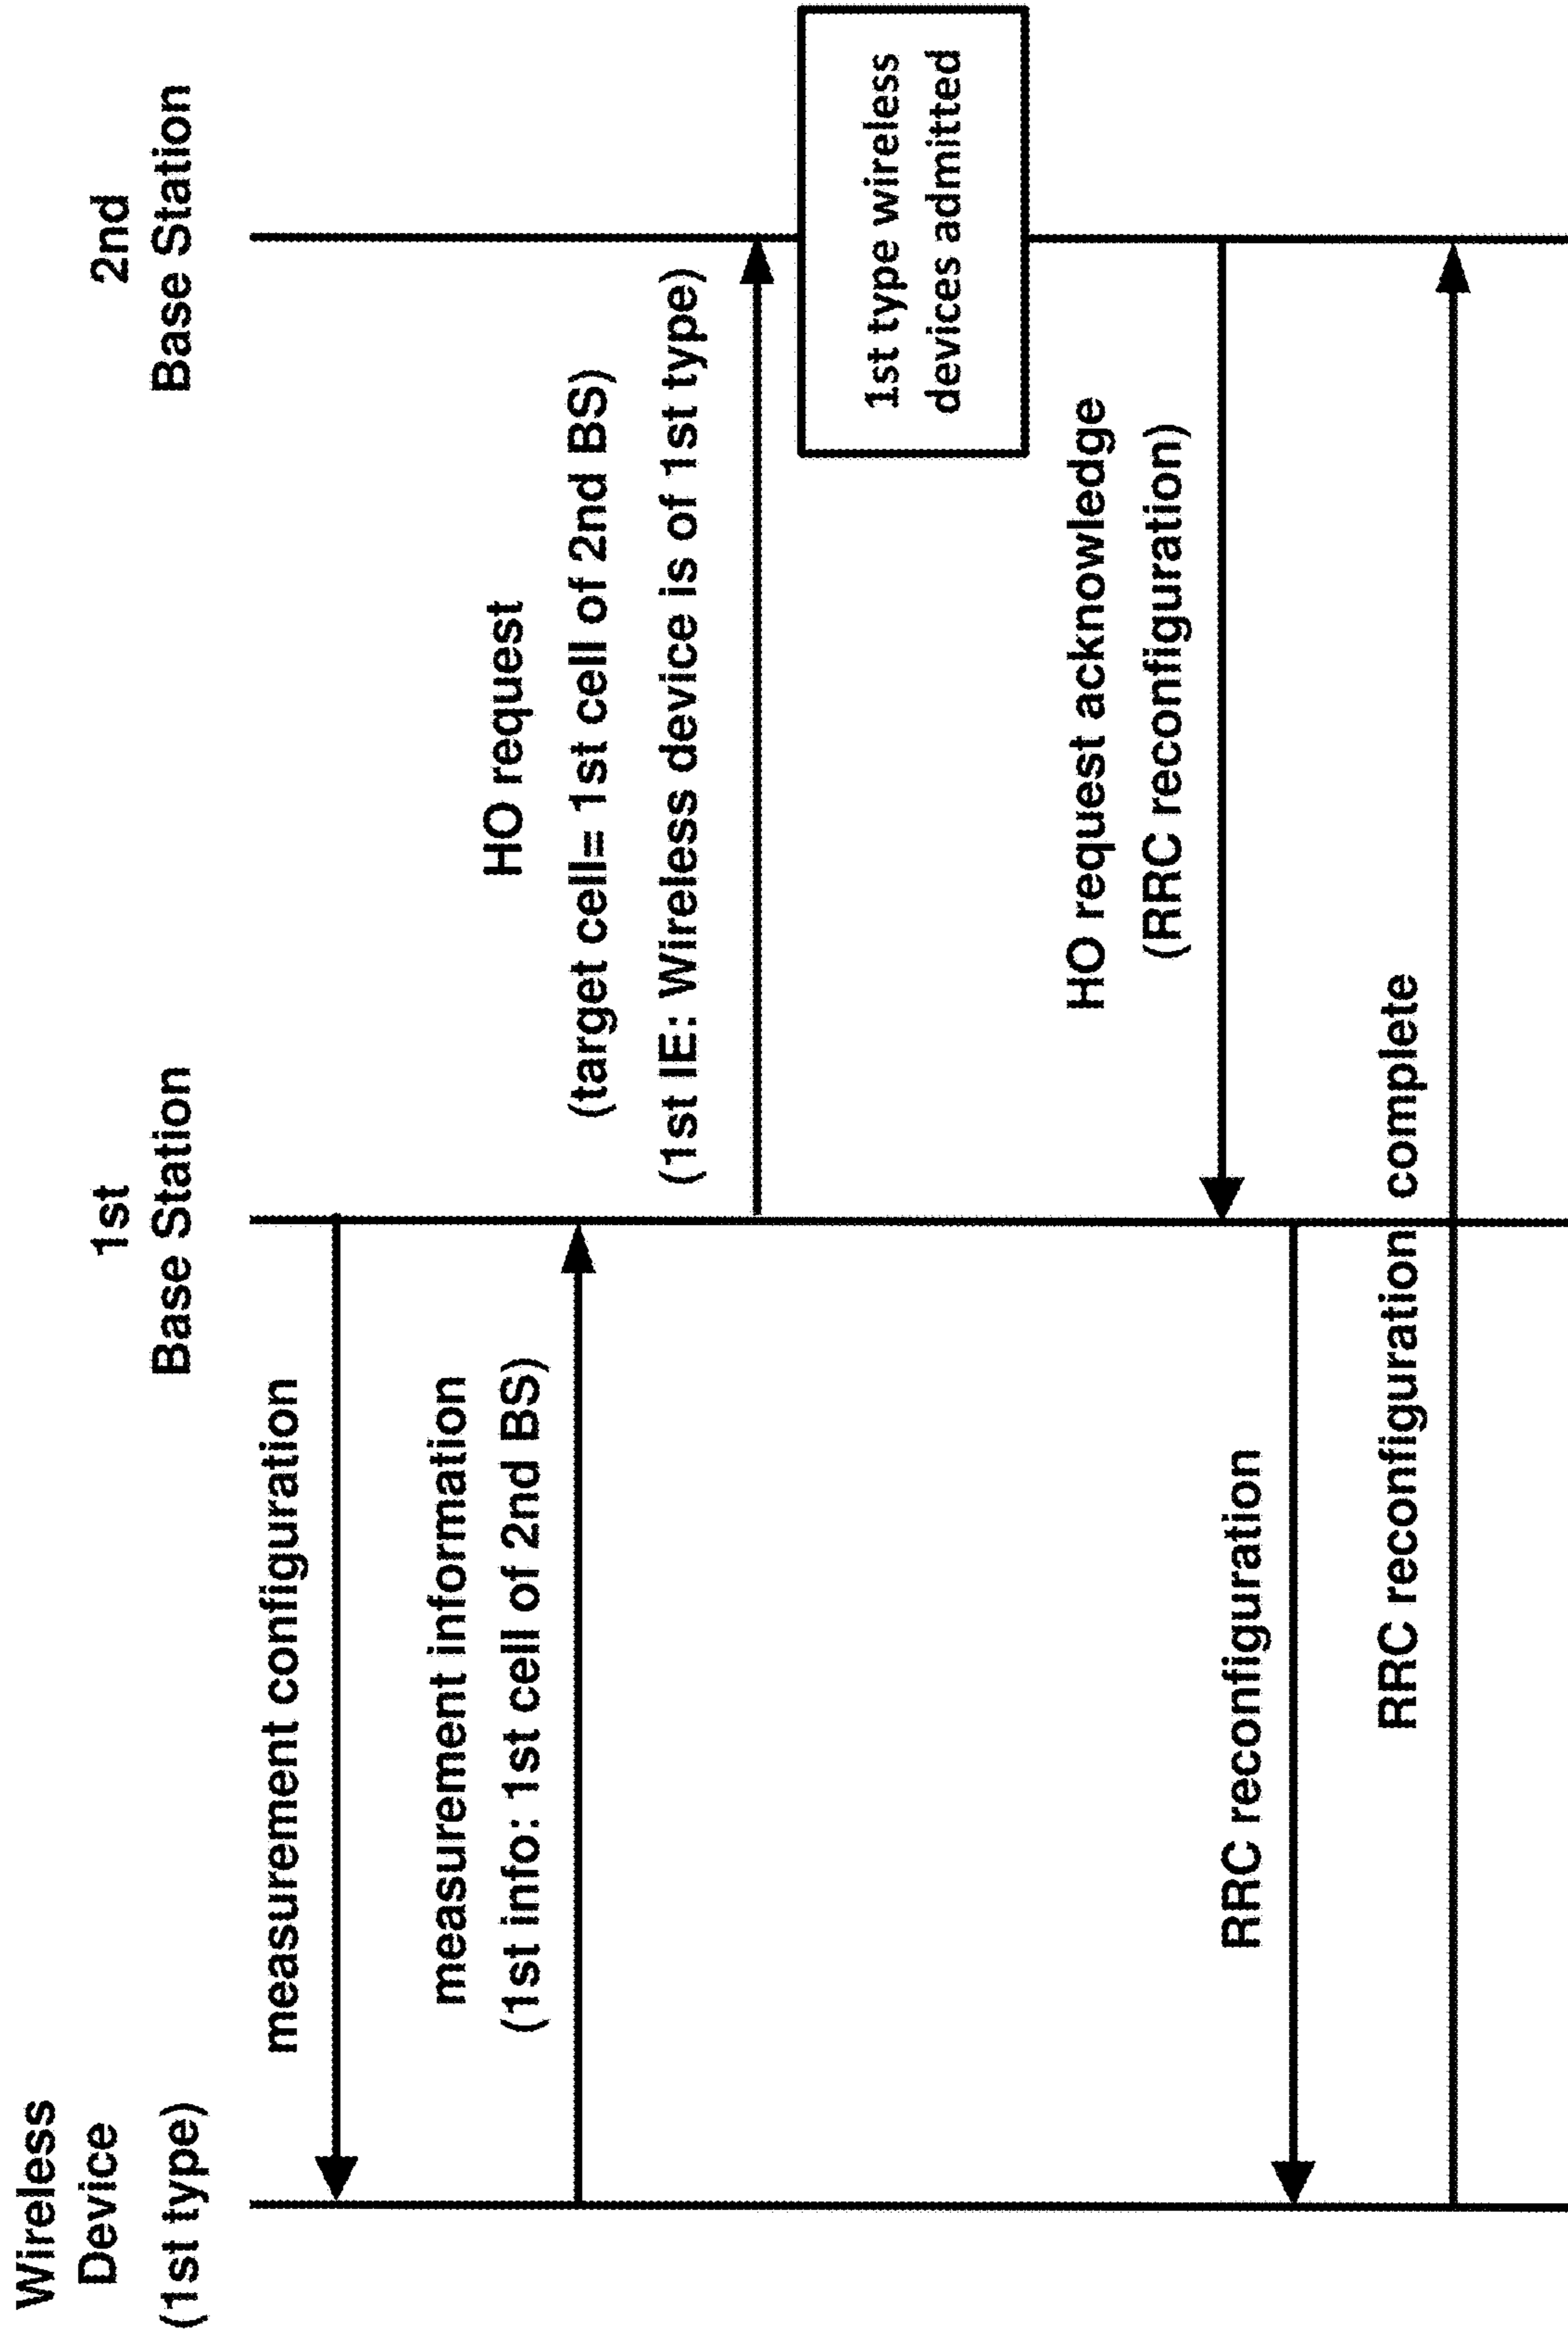 Wireless
Device
(1st type)
1st
Base Station
2nd
Base Station
measurement configuration
measurement information
(1st info: 1st cell of 2nd BS)
HO request
(target cell= 1st cell of 2nd BS)
(1st IE: Wireless device is of 1st type)
1st type wireless
devices admitted
HO request acknowledge
(RRC reconfiguration)
RRC reconfiguration
RRC reconfiguration complete